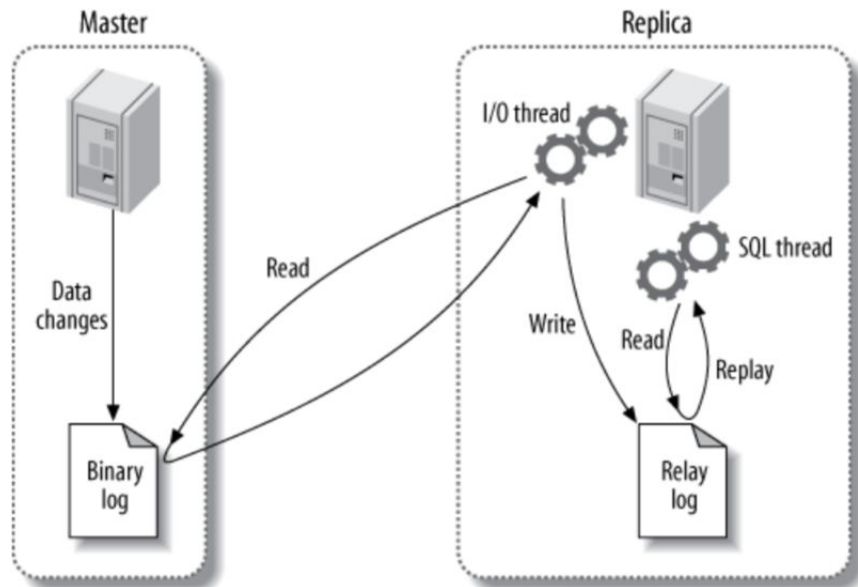 Master
Replica
I/O thread
SQL thread
Read
Data
changes
Write
Read
Replay
Binary
log
Relay
log